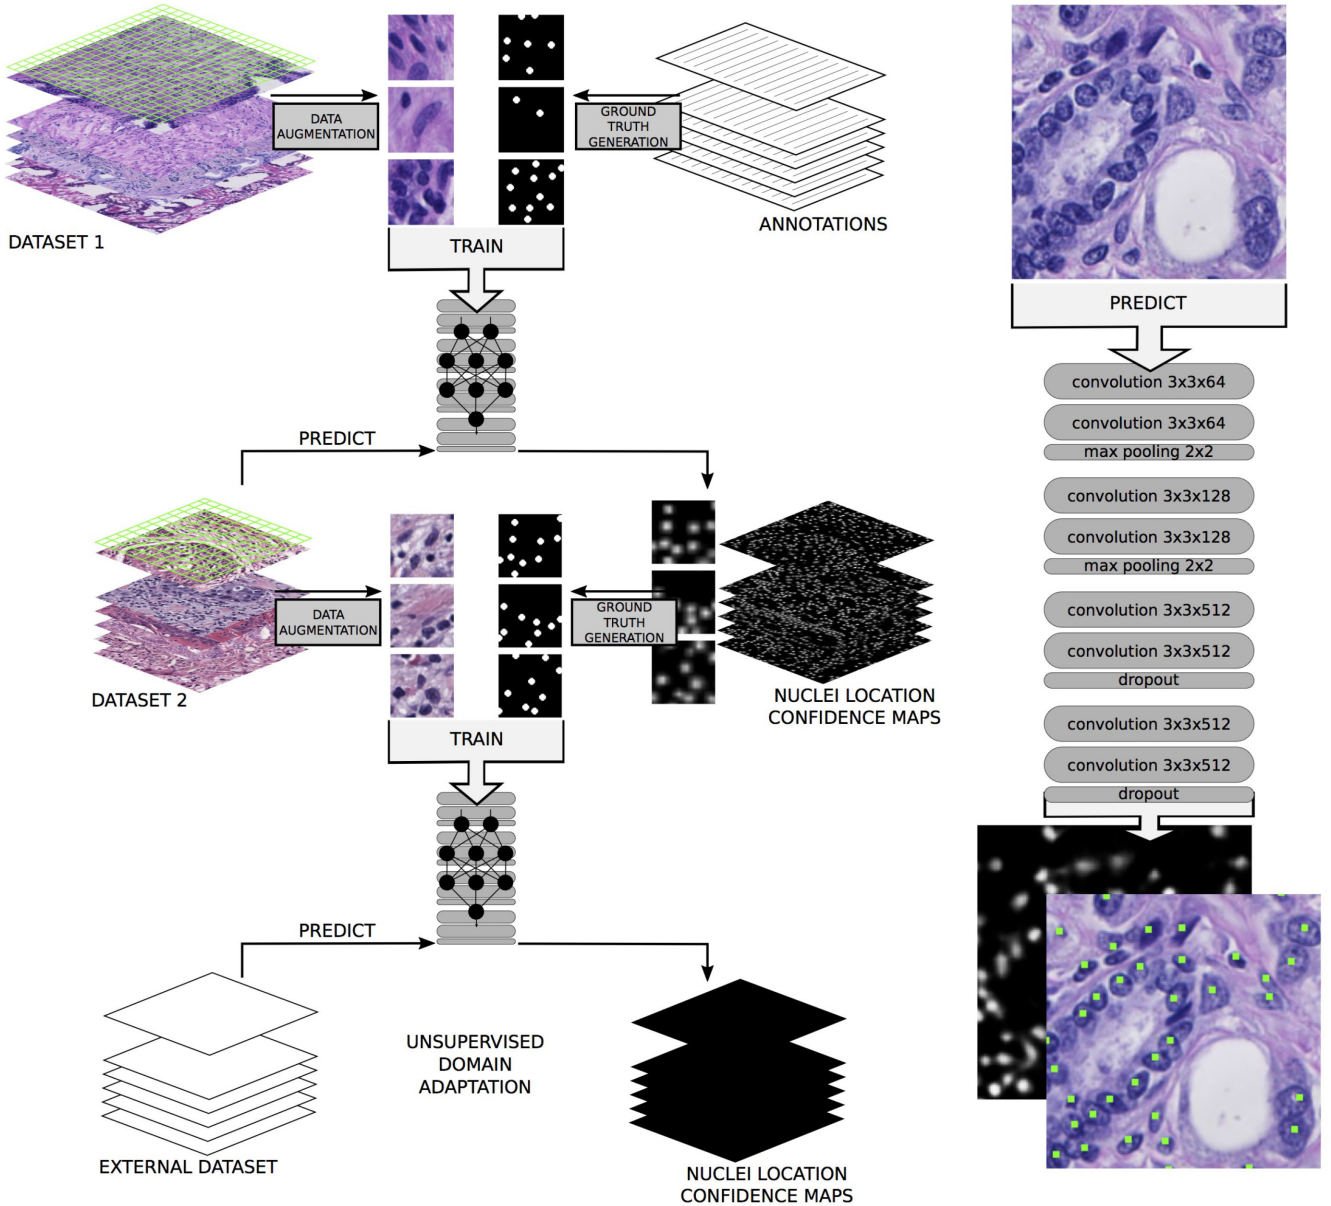 DATA
AUGMENTATION
GROUND
TRUTH
GENERATION
DATASET 1
ANNOTATIONS
TRAIN
PREDICT
DATA
AUGMENTATION
GROUND
TRUTH
GENERATION
DATASET 2
NUCLEI LOCATION
CONFIDENCE MAPS
TRAIN
PREDICT
UNSUPERVISED
DOMAIN
ADAPTATION
EXTERNAL DATASET
NUCLEI LOCATION
CONFIDENCE MAPS
PREDICT
convolution 3x3x64
convolution 3x3x64
max pooling 2x2
convolution 3x3x128
convolution 3x3x128
max pooling 2x2
convolution 3x3x512
convolution 3x3x512
dropout
convolution 3x3x512
convolution 3x3x512
dropout